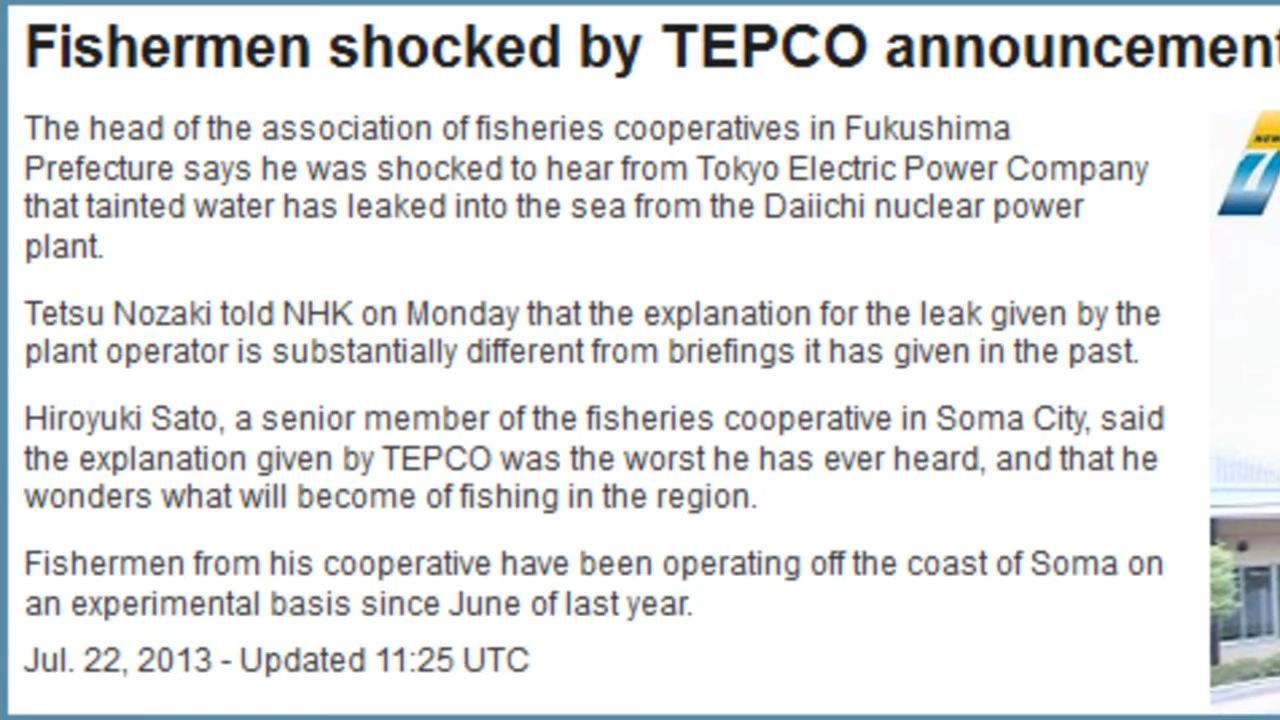 Fishermen shocked by TEPCO announcement
The head of the association of fisheries cooperatives in Fukushima
Prefecture says he was shocked to hear from Tokyo Electric Power Company
that tainted water has leaked into the sea from the Daiichi nuclear power
plant.
Tetsu Nozaki told NHK on Monday that the explanation for the leak given by the
plant operator is substantially different from briefings it has given in the past.
Hiroyuki Sato, a senior member of the fisheries cooperative in Soma City, said
the explanation given by TEPCO was the worst he has ever heard, and that he
wonders what will become of fishing in the region.
Fishermen from his cooperative have been operating off the coast of Soma on
an experimental basis since June of last year.
Jul. 22, 2013 - Updated 11:25 UTC
7